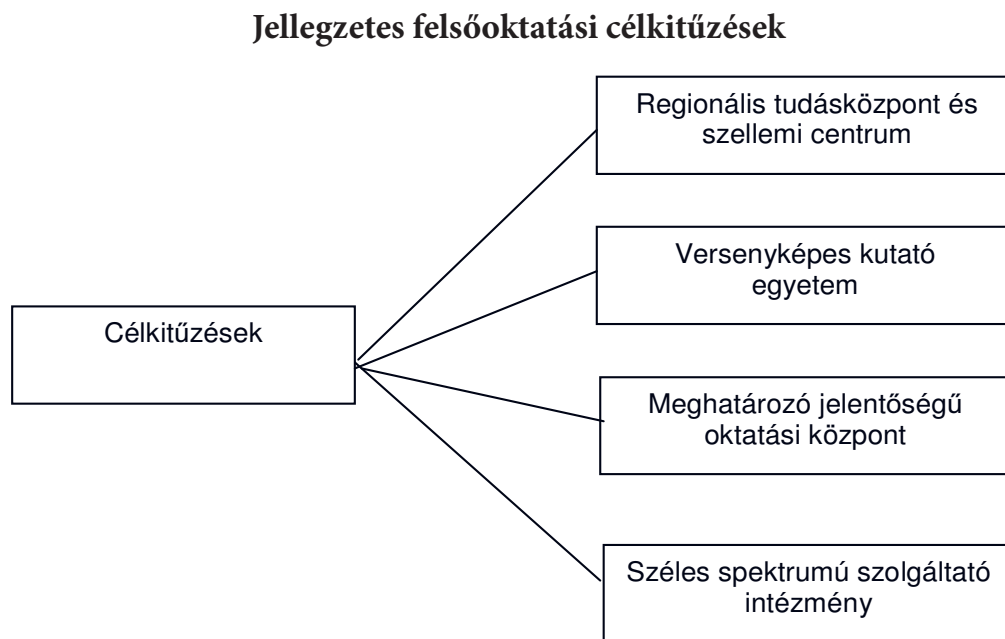 Jellegzetes felsőoktatási célkitűzések
Regionális tudásközpont és
szellemi centrum
Versenyképes kutató
egyetem
Célkitűzések
Meghatározó jelentőségű
oktatási központ
Széles spektrumú szolgáltató
intézmény